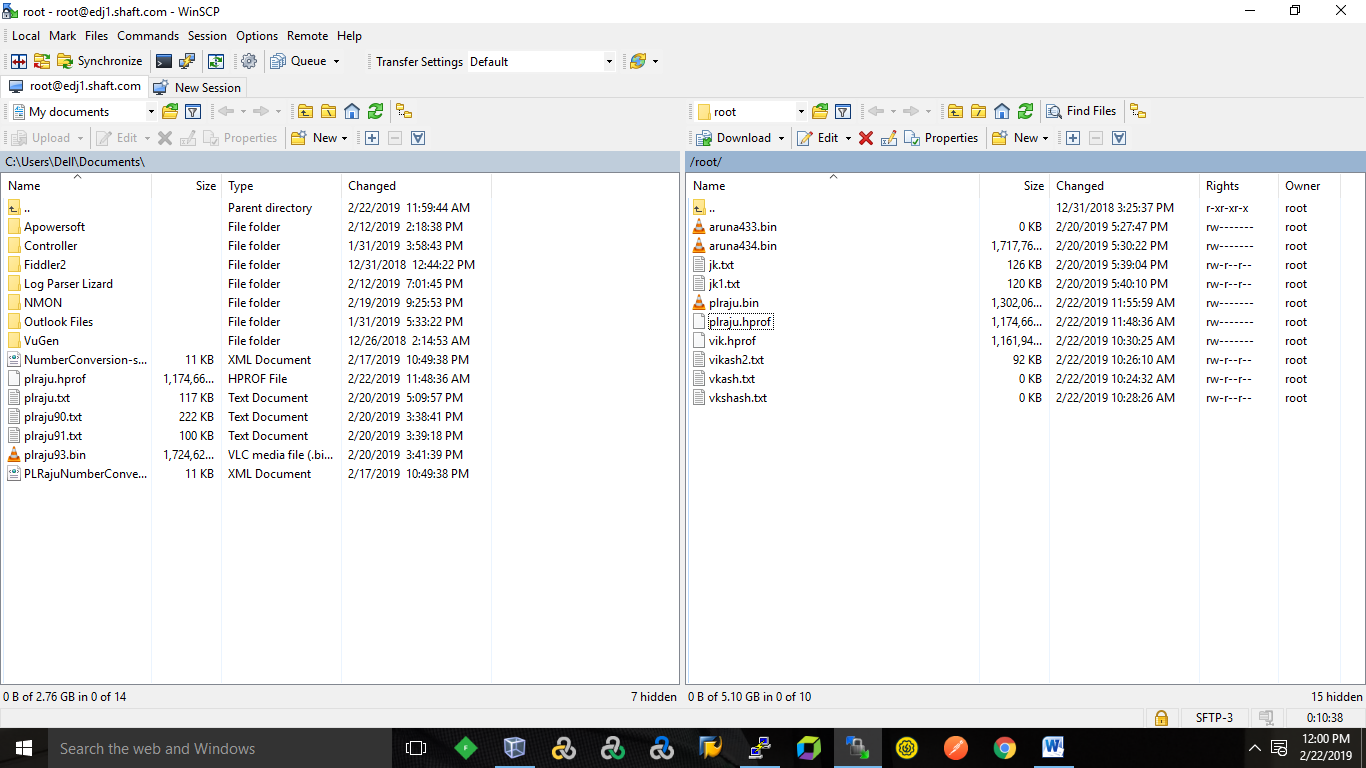 root - root@edj1.shaft.com - WinSCP
Local Mark Files Commands Session Options Remote Help
Synchronize Queue Transfer Settings Default
root@edj1.shaft.com New Session
My documents
Upload Edit Properties New
C:\Users\Dell\Documents\
Name Size Type Changed
.. Parent directory 2/22/2019 11:59:44 AM
Apowersoft File folder 2/12/2019 2:18:38 PM
Controller File folder 1/31/2019 3:58:43 PM
Fiddler2 File folder 12/31/2018 12:44:22 PM
Log Parser Lizard File folder 2/12/2019 7:01:45 PM
NMON File folder 2/19/2019 9:25:53 PM
Outlook Files File folder 1/31/2019 5:33:22 PM
VuGen File folder 12/26/2018 2:14:53 AM
NumberConversion-s... 11 KB XML Document 2/17/2019 10:49:38 PM
plraju.hprof 1,174,66... HPROF File 2/22/2019 11:48:36 AM
plraju.txt 117 KB Text Document 2/20/2019 5:09:57 PM
plraju90.txt 222 KB Text Document 2/20/2019 3:38:41 PM
plraju91.txt 100 KB Text Document 2/20/2019 3:39:18 PM
plraju93.bin 1,724,62... VLC media file (.bi... 2/20/2019 3:41:39 PM
PLRajuNumberConve... 11 KB XML Document 2/17/2019 10:49:38 PM
0 B of 2.76 GB in 0 of 14 7 hidden
root Find Files
Download Edit Properties New
/root/
Name Size Changed Rights Owner
.. 12/31/2018 3:25:37 PM r-xr-xr-x root
aruna433.bin 0 KB 2/20/2019 5:27:47 PM rw------- root
aruna434.bin 1,717,76... 2/20/2019 5:30:22 PM rw------- root
jk.txt 126 KB 2/20/2019 5:39:04 PM rw-r--r-- root
jk1.txt 120 KB 2/20/2019 5:40:10 PM rw-r--r-- root
plraju.bin 1,302,06... 2/22/2019 11:55:59 AM rw------- root
plraju.hprof 1,174,66... 2/22/2019 11:48:36 AM rw------- root
vik.hprof 1,161,94... 2/22/2019 10:30:25 AM rw------- root
vikash2.txt 92 KB 2/22/2019 10:26:10 AM rw-r--r-- root
vkash.txt 0 KB 2/22/2019 10:24:32 AM rw-r--r-- root
vkshash.txt 0 KB 2/22/2019 10:28:26 AM rw-r--r-- root
0 B of 5.10 GB in 0 of 10 15 hidden
SFTP-3 0:10:38
Search the web and Windows
12:00 PM
2/22/2019